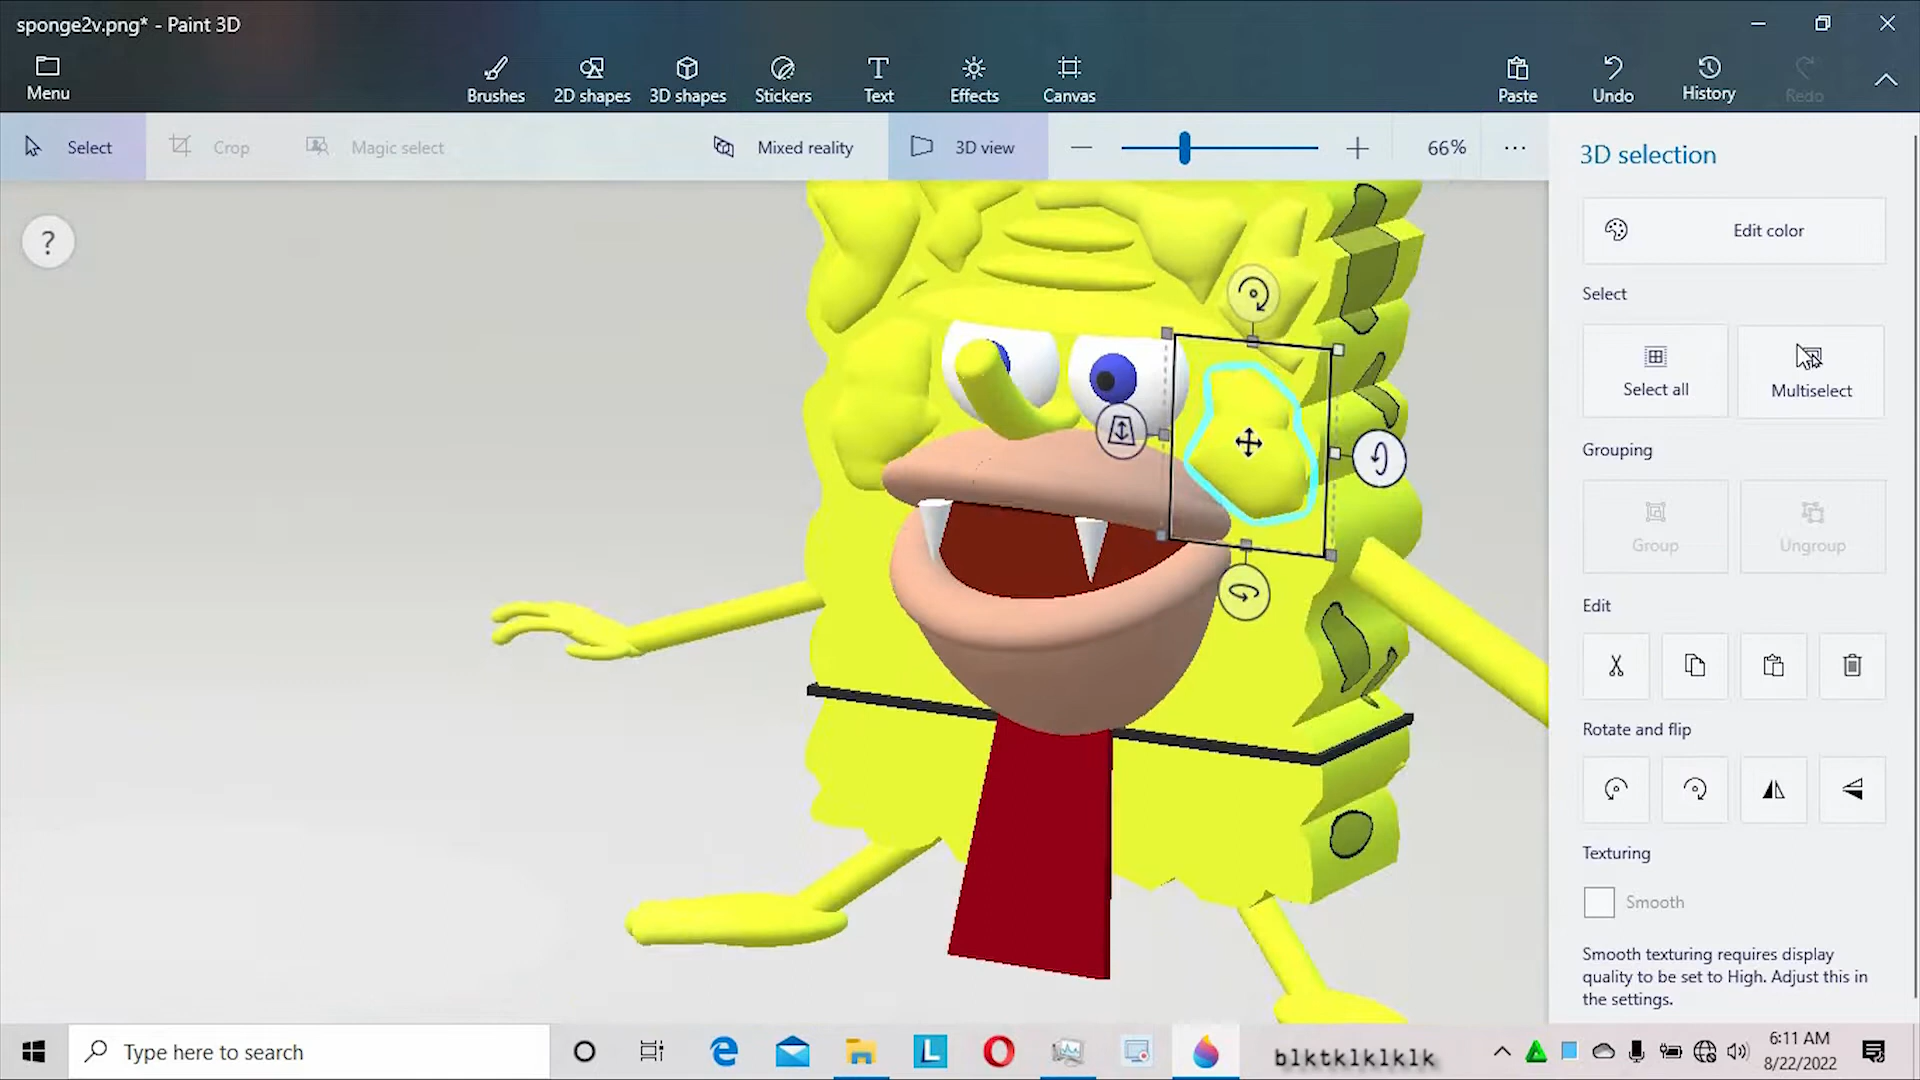 sponge2v.png* - Paint 3D
Menu
Brushes
2D shapes
3D shapes
Stickers
Text
Effects
Canvas
Paste
Undo
History
Redo
Select
Crop
Magic select
Mixed reality
3D view
66%
?
3D selection
Edit color
Select
Select all
Multiselect
Grouping
Group
Ungroup
Edit
Rotate and flip
Texturing
Smooth
Smooth texturing requires display
quality to be set to High. Adjust this in
the settings.
Type here to search
L
blktklklklk
6:11 AM
8/22/2022